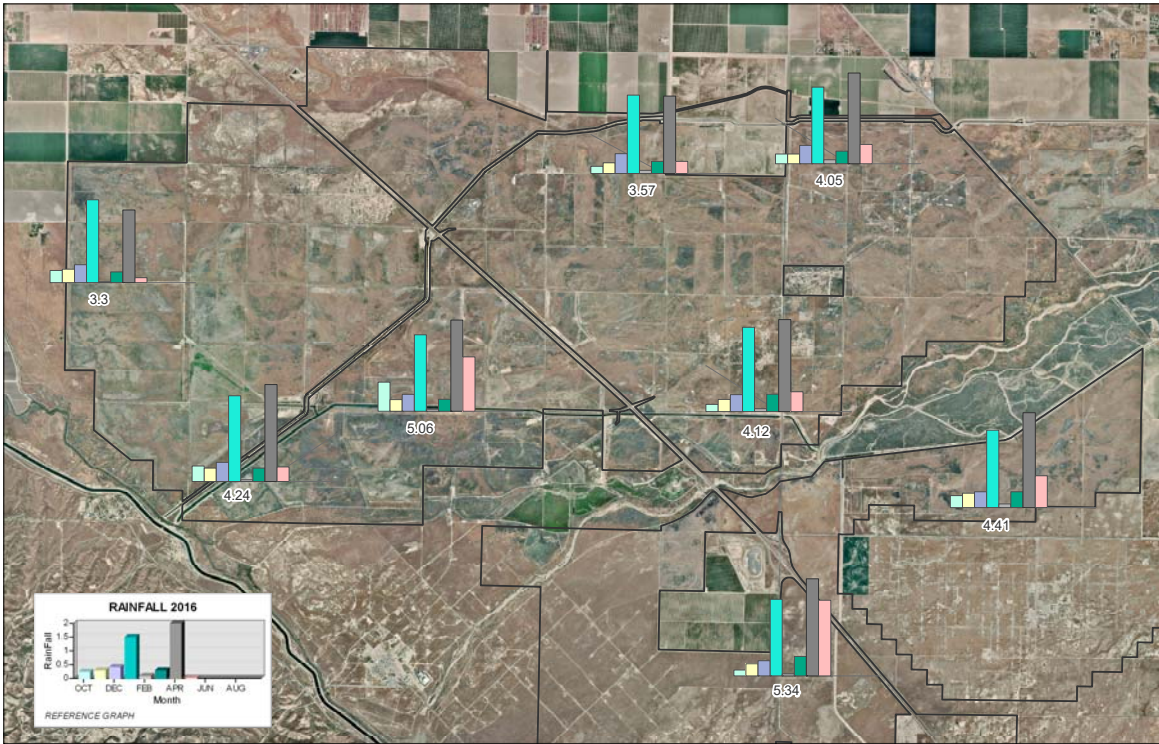 3.57
4.05
3.3
5.06
4.12
4.24
4.41
5.34
RAINFALL 2016
RainFall
2
1.5
1
0.5
0
OCT DEC FEB APR JUN AUG
Month
REFERENCE GRAPH